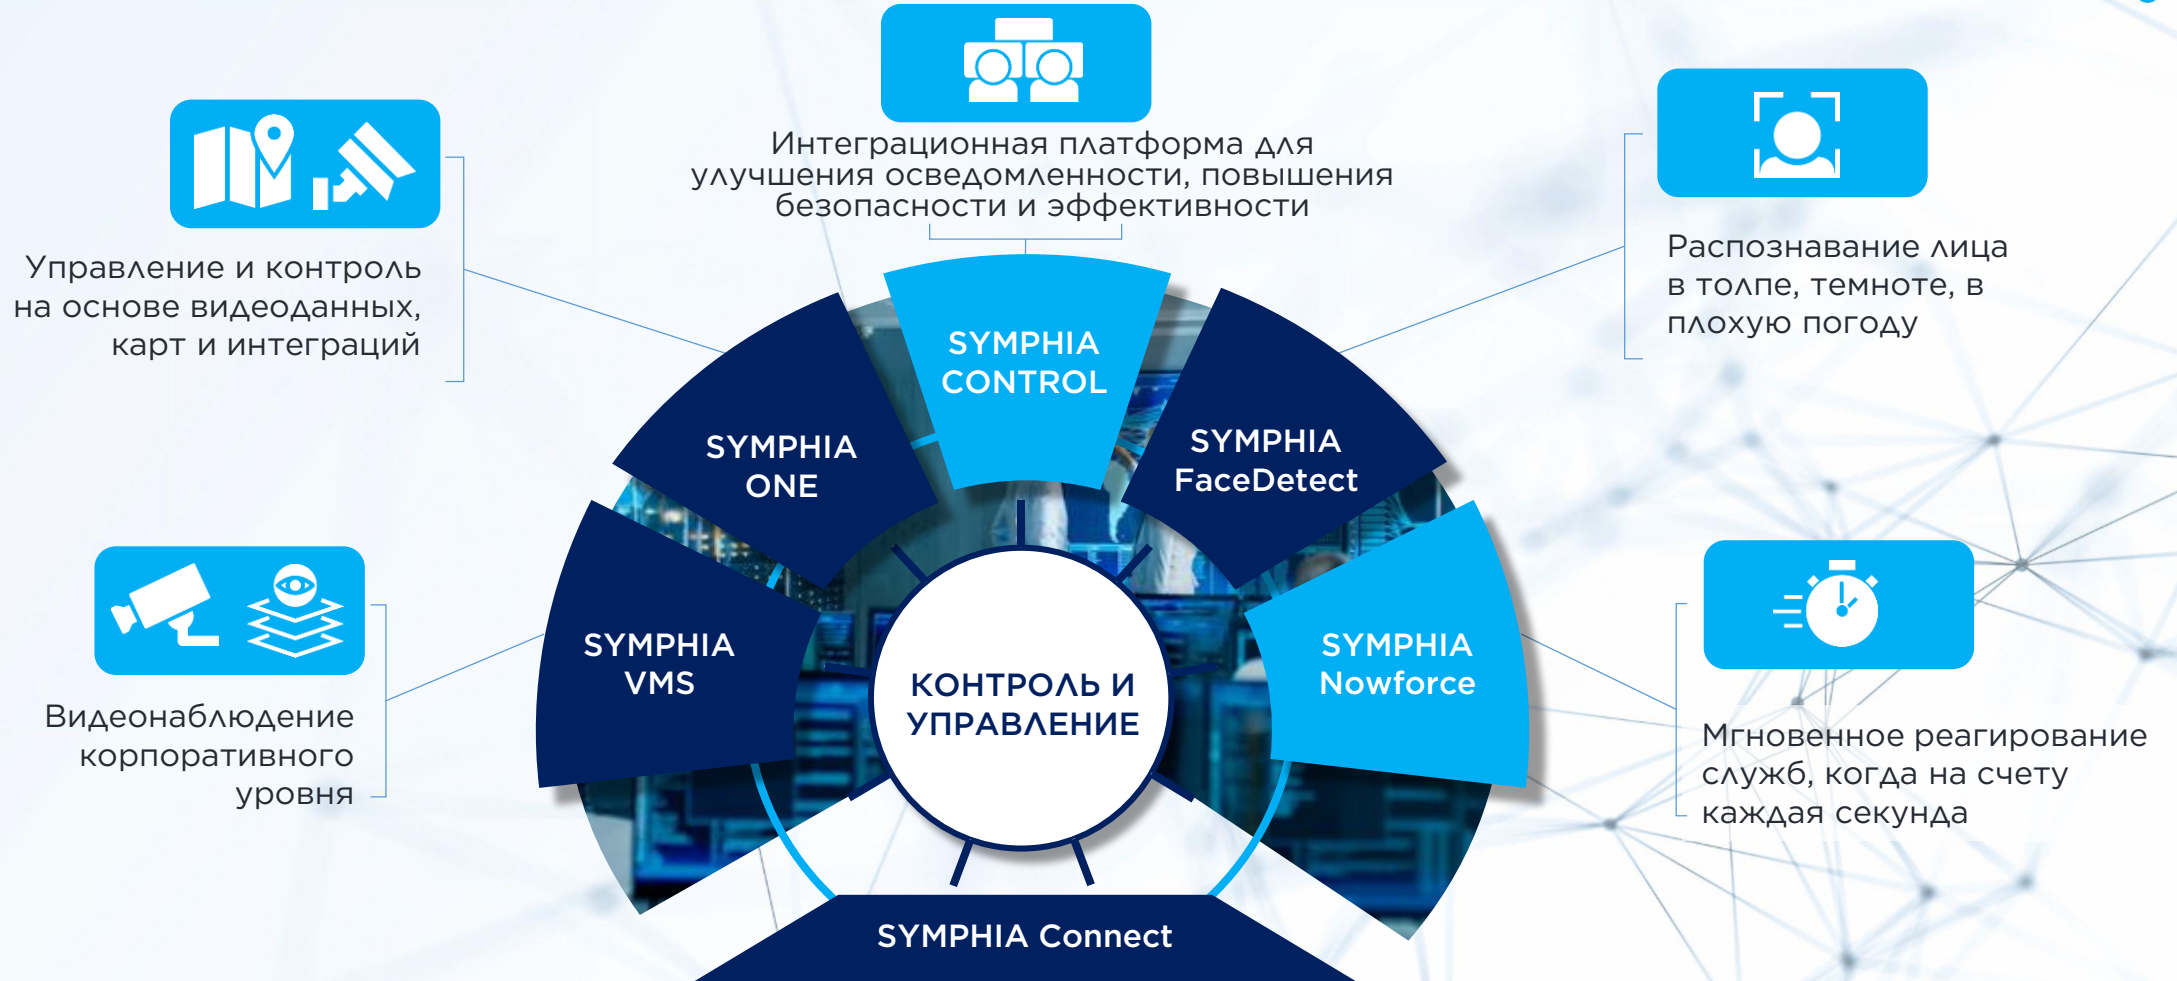 Интеграционная платформа для
улучшения осведомленности, повышения
безопасности и эффективности
Управление и контроль
на основе видеоданных,
карт и интеграций
Распознавание лица
в толпе, темноте, в
плохую погоду
SYMPHIA
CONTROL
SYMPHIA
ONE
SYMPHIA
FaceDetect
SYMPHIA
VMS
SYMPHIA
Nowforce
КОНТРОЛЬ И
УПРАВЛЕНИЕ
Видеонаблюдение
корпоративного
уровня
Мгновенное реагирование
служб, когда на счету
каждая секунда
SYMPHIA Connect